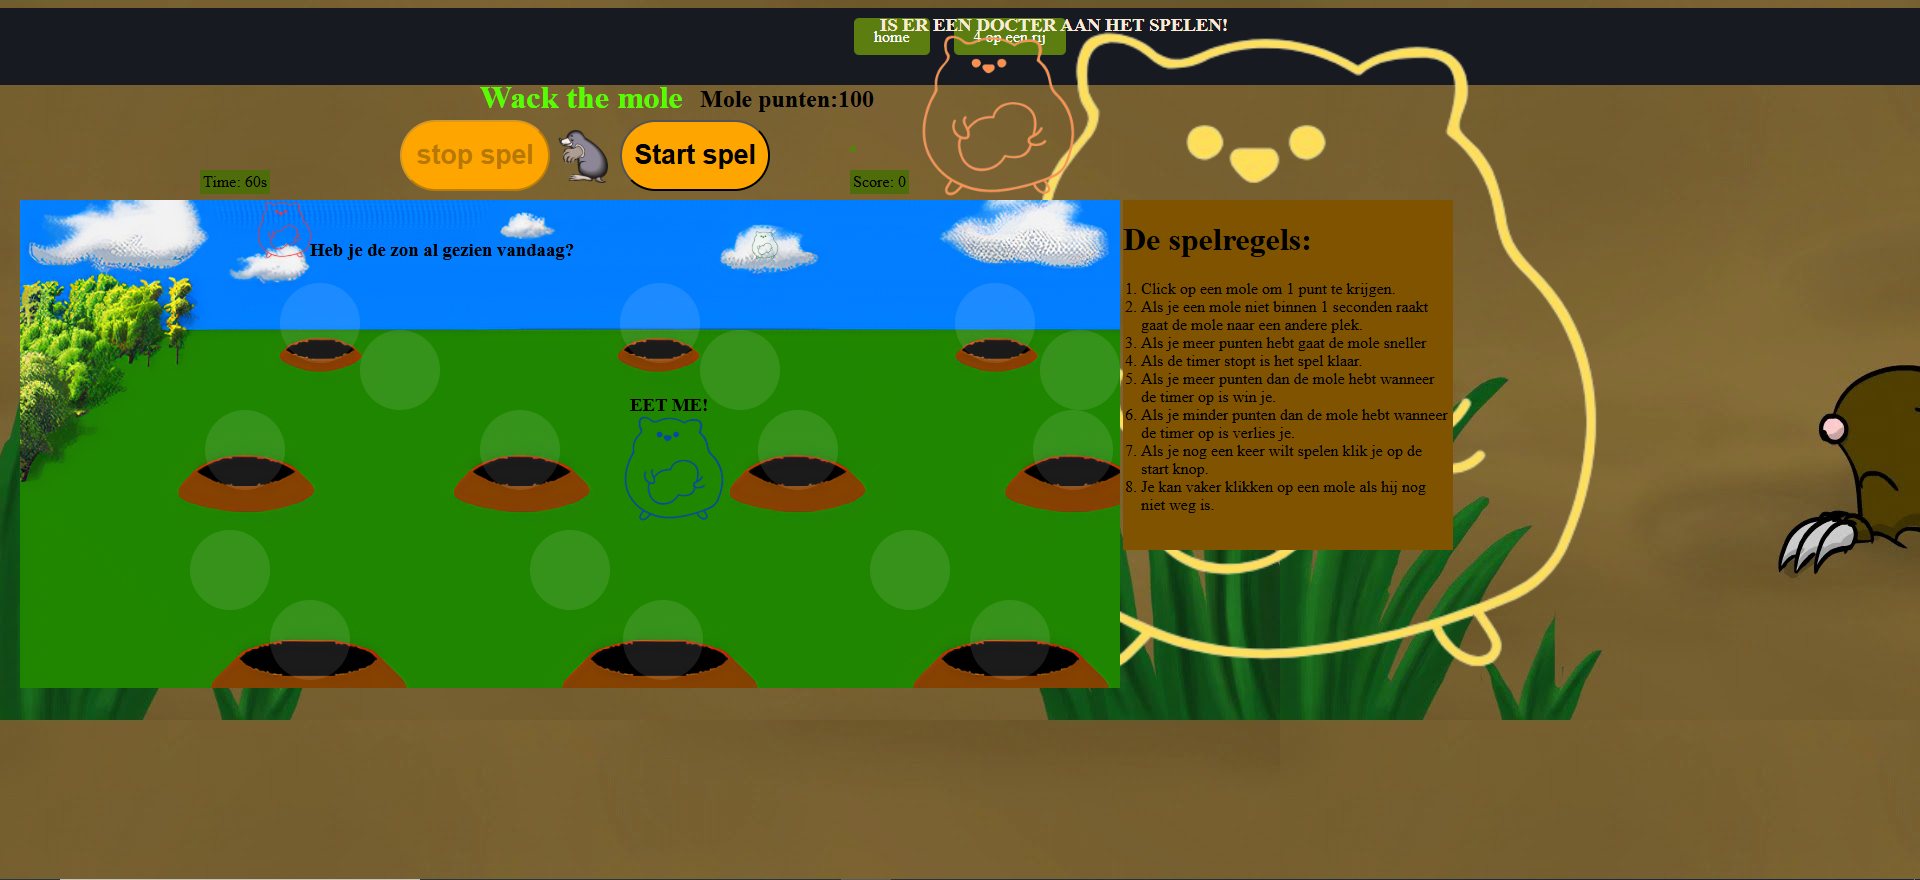 IS ER EEN DOCTER AAN HET SPELEN!
home
4 op een rij
Wack the mole
Mole punten:100
stop spel
Start spel
Time: 60s
Score: 0
Heb je de zon al gezien vandaag?
EET ME!
De spelregels:
1. Click op een mole om 1 punt te krijgen.
2. Als je een mole niet binnen 1 seconden raakt
gaat de mole naar een andere plek.
3. Als je meer punten hebt gaat de mole sneller
4. Als de timer stopt is het spel klaar.
5. Als je meer punten dan de mole hebt wanneer
de timer op is win je.
6. Als je minder punten dan de mole hebt wanneer
de timer op is verlies je.
7. Als je nog een keer wilt spelen klik je op de
start knop.
8. Je kan vaker klikken op een mole als hij nog
niet weg is.